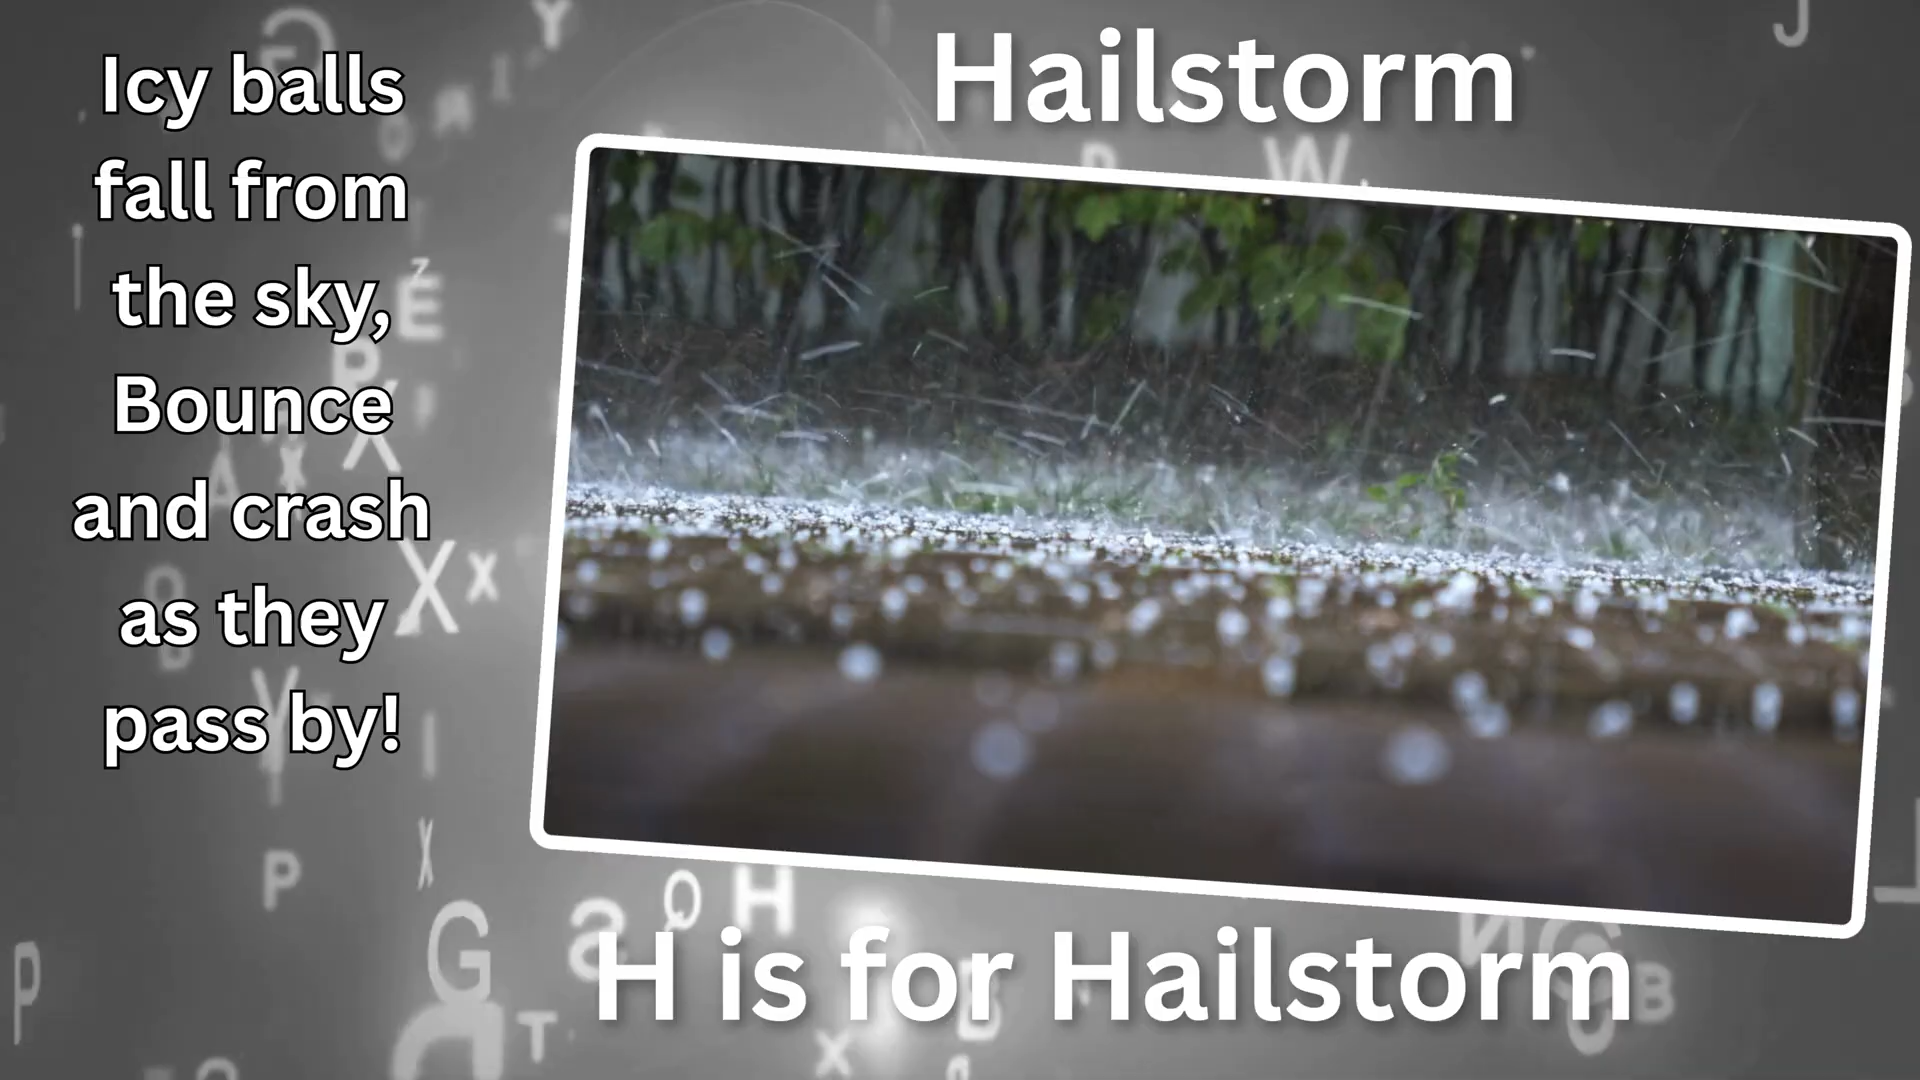 Hailstorm
Icy balls
fall from
the sky,
Bounce
and crash
as they
pass by!
H is for Hailstorm